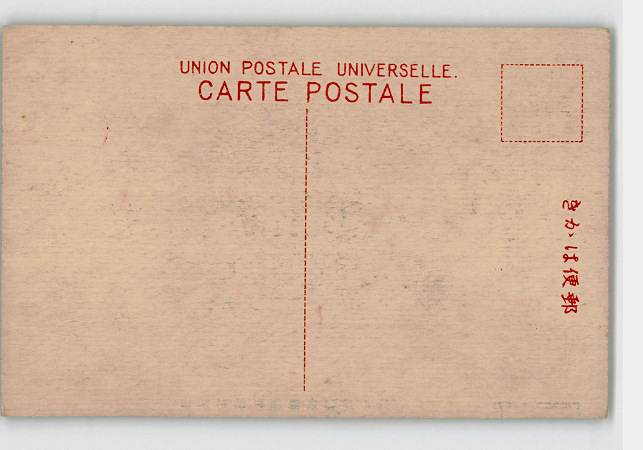 UNION POSTALE UNIVERSELLE.
CARTE POSTALE
きかは便郵